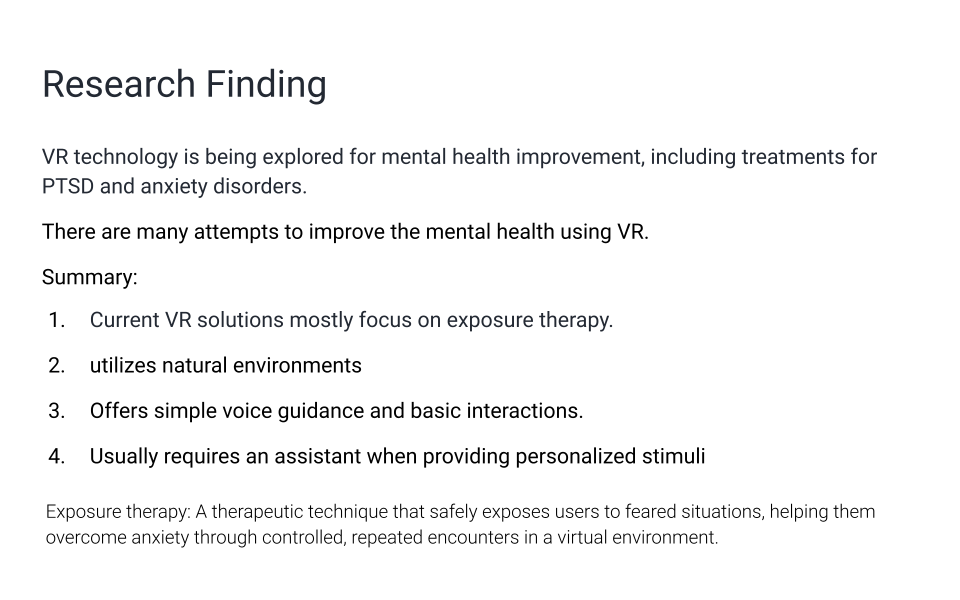 Research Finding
VR technology is being explored for mental health improvement, including treatments for
PTSD and anxiety disorders.
There are many attempts to improve the mental health using VR.
Summary:
1. Current VR solutions mostly focus on exposure therapy.
2. utilizes natural environments
3. Offers simple voice guidance and basic interactions.
4. Usually requires an assistant when providing personalized stimuli
Exposure therapy: A therapeutic technique that safely exposes users to feared situations, helping them
overcome anxiety through controlled, repeated encounters in a virtual environment.